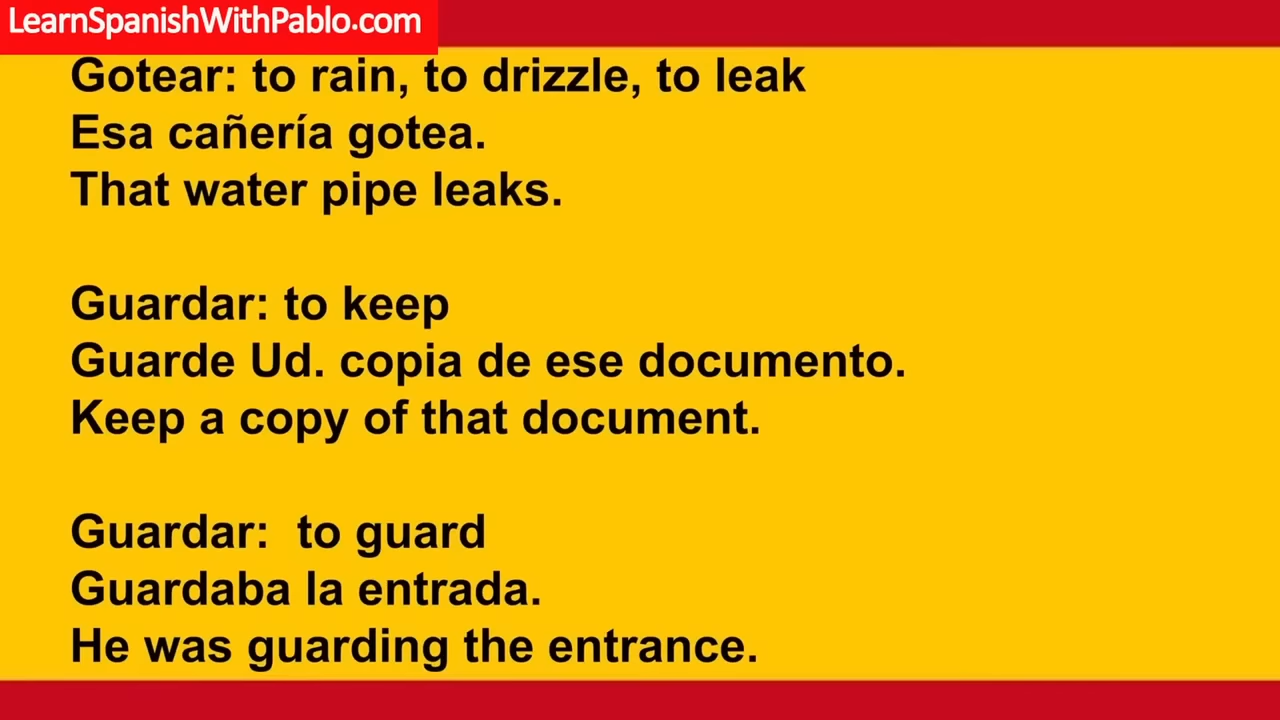 LearnSpanishWithPablo.com
Gotear: to rain, to drizzle, to leak
Esa cañería gotea.
That water pipe leaks.
Guardar: to keep
Guarde Ud. copia de ese documento.
Keep a copy of that document.
Guardar:  to guard
Guardaba la entrada.
He was guarding the entrance.